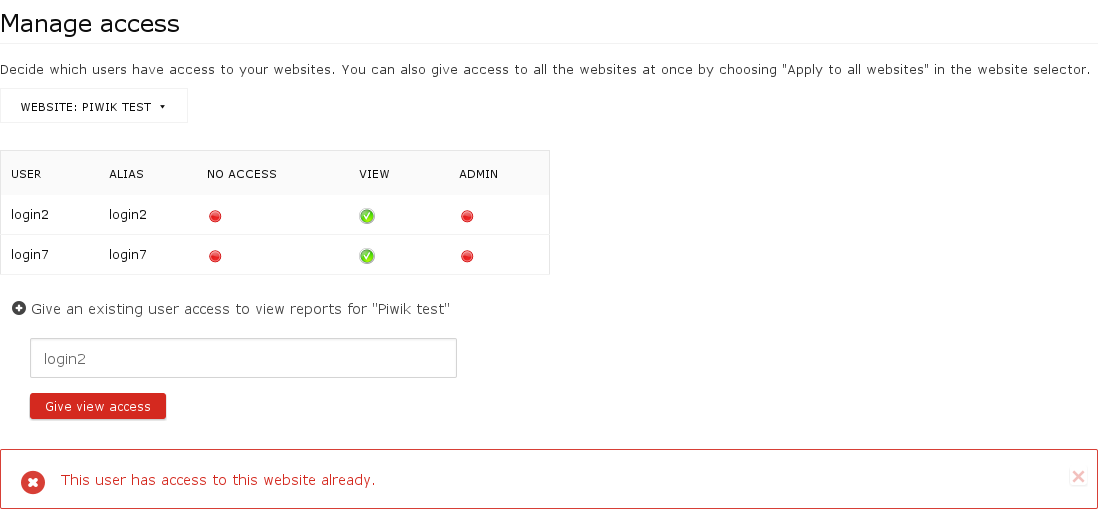 Manage access
Decide which users have access to your websites. You can also give access to all the websites at once by choosing "Apply to all websites" in the website selector.
WEBSITE: PIWIK TEST
USER ALIAS NO ACCESS VIEW ADMIN
login2 login2
login7 login7
Give an existing user access to view reports for "Piwik test"
login2
Give view access
This user has access to this website already.